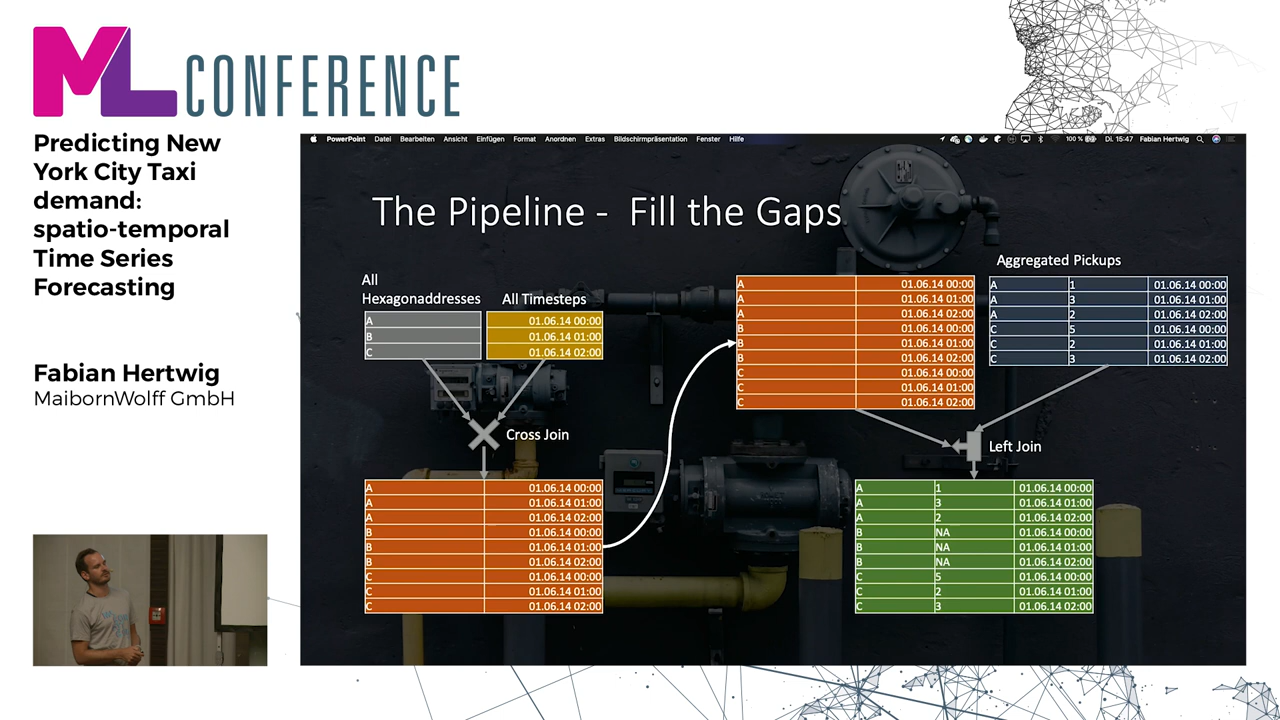 ML CONFERENCE
Predicting New
York City Taxi
demand:
spatio-temporal
Time Series
Forecasting
Fabian Hertwig
MaibornWolff GmbH
PowerPoint Datei Bearbeiten Ansicht Einfügen Format Anordnen Extras Bildschirmpräsentation Fenster Hilfe 100 % Di. 15:47 Fabian Hertwig
The Pipeline - Fill the Gaps
All
Hexagonaddresses
All Timesteps
A 01.06.14 00:00
B 01.06.14 01:00
C 01.06.14 02:00
Cross Join
A 01.06.14 00:00
A 01.06.14 01:00
A 01.06.14 02:00
B 01.06.14 00:00
B 01.06.14 01:00
B 01.06.14 02:00
C 01.06.14 00:00
C 01.06.14 01:00
C 01.06.14 02:00
A 01.06.14 00:00
A 01.06.14 01:00
A 01.06.14 02:00
B 01.06.14 00:00
B 01.06.14 01:00
B 01.06.14 02:00
C 01.06.14 00:00
C 01.06.14 01:00
C 01.06.14 02:00
Aggregated Pickups
A 1 01.06.14 00:00
A 3 01.06.14 01:00
A 2 01.06.14 02:00
C 5 01.06.14 00:00
C 2 01.06.14 01:00
C 3 01.06.14 02:00
Left Join
A 1 01.06.14 00:00
A 3 01.06.14 01:00
A 2 01.06.14 02:00
B NA 01.06.14 00:00
B NA 01.06.14 01:00
B NA 01.06.14 02:00
C 5 01.06.14 00:00
C 2 01.06.14 01:00
C 3 01.06.14 02:00